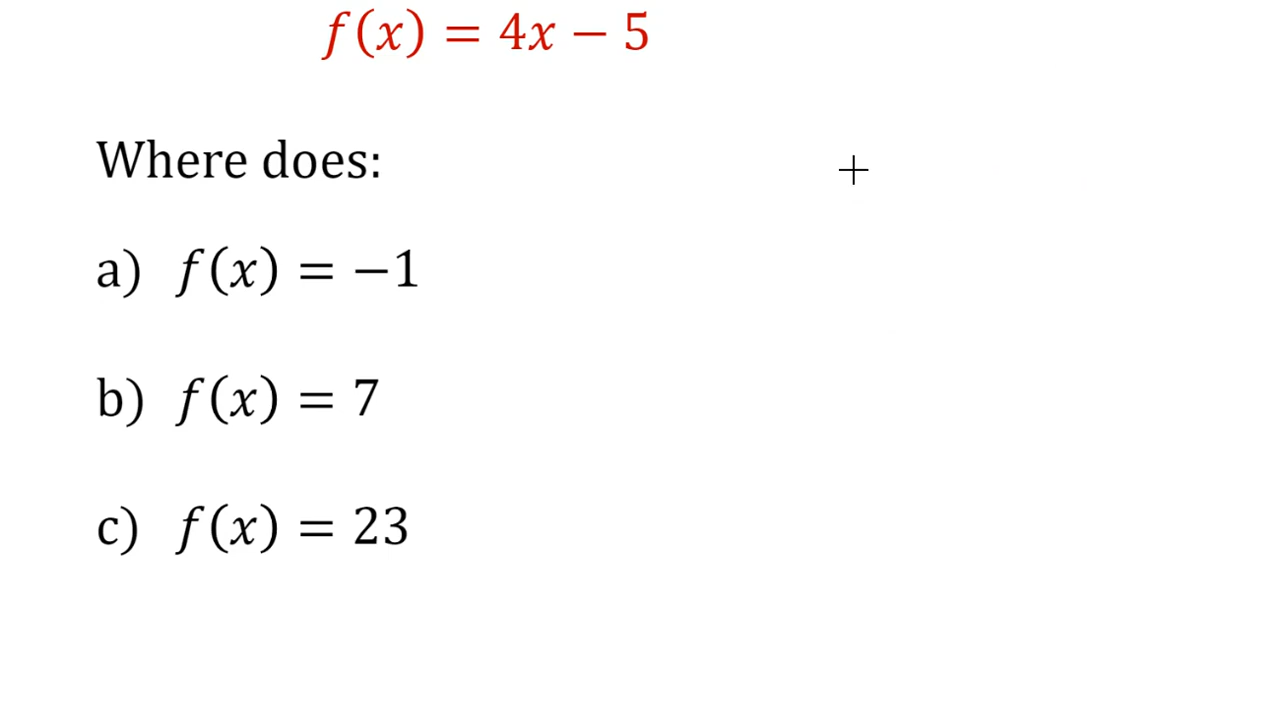 f(x) = 4x − 5
Where does:
a) f(x) = −1
b) f(x) = 7
c) f(x) = 23